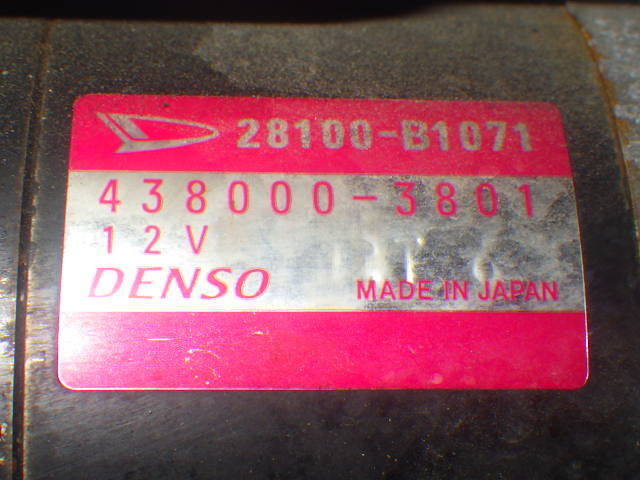 28100-B1071
438000-3801
12V
DENSO MADE IN JAPAN